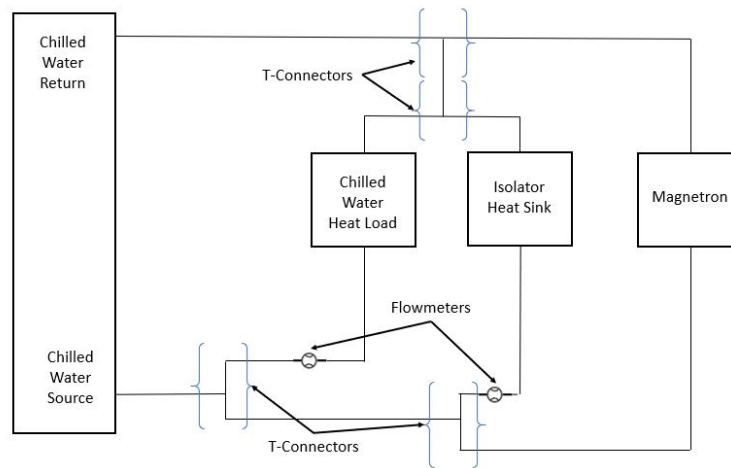 Chilled
Water
Return
T-Connectors
Chilled
Water
Heat Load
Isolator
Heat Sink
Magnetron
Flowmeters
Chilled
Water
Source
T-Connectors